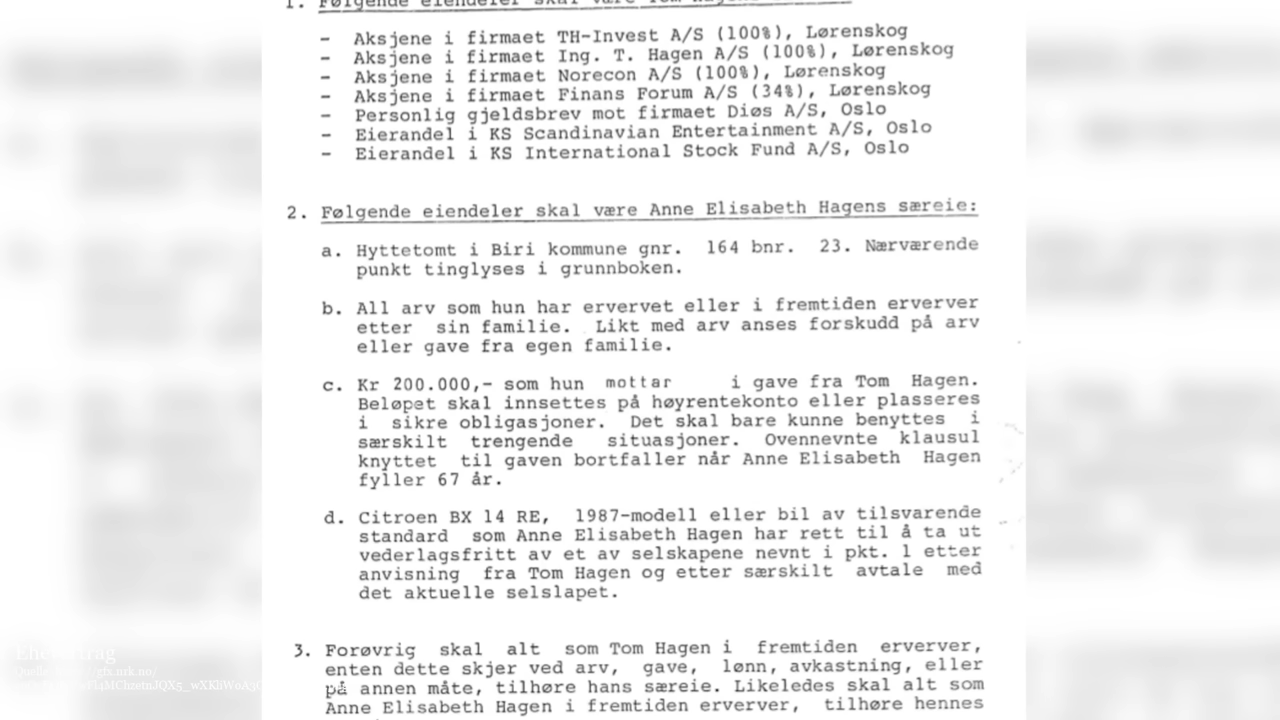 1. Følgende eiendeler skal være Tom Hagens
- Aksjene i firmaet TH-Invest A/S (100%), Lørenskog
- Aksjene i firmaet Ing. T. Hagen A/S (100%), Lørenskog
- Aksjene i firmaet Norecon A/S (100%), Lørenskog
- Aksjene i firmaet Finans Forum A/S (34%), Lørenskog
- Personlig gjeldsbrev mot firmaet Diøs A/S, Oslo
- Eierandel i KS Scandinavian Entertainment A/S, Oslo
- Eierandel i KS International Stock Fund A/S, Oslo
2. Følgende eiendeler skal være Anne Elisabeth Hagens særeie:
a. Hyttetomt i Biri kommune gnr. 164 bnr. 23. Nærværende
punkt tinglyses i grunnboken.
b. All arv som hun har ervervet eller i fremtiden erverver
etter sin familie. Likt med arv anses forskudd på arv
eller gave fra egen familie.
c. Kr 200.000,- som hun mottar i gave fra Tom Hagen.
Beløpet skal innsettes på høyrentekonto eller plasseres
i sikre obligasjoner. Det skal bare kunne benyttes i
særskilt trengende situasjoner. Ovennevnte klausul
knyttet til gaven bortfaller når Anne Elisabeth Hagen
fyller 67 år.
d. Citroen BX 14 RE, 1987-modell eller bil av tilsvarende
standard som Anne Elisabeth Hagen har rett til å ta ut
vederlagsfritt av et av selskapene nevnt i pkt. 1 etter
anvisning fra Tom Hagen og etter særskilt avtale med
det aktuelle selslapet.
3. Forøvrig skal alt som Tom Hagen i fremtiden erverver,
enten dette skjer ved arv, gave, lønn, avkastning, eller
på annen måte, tilhøre hans særeie. Likeledes skal alt som
Anne Elisabeth Hagen i fremtiden erverver, tilhøre hennes